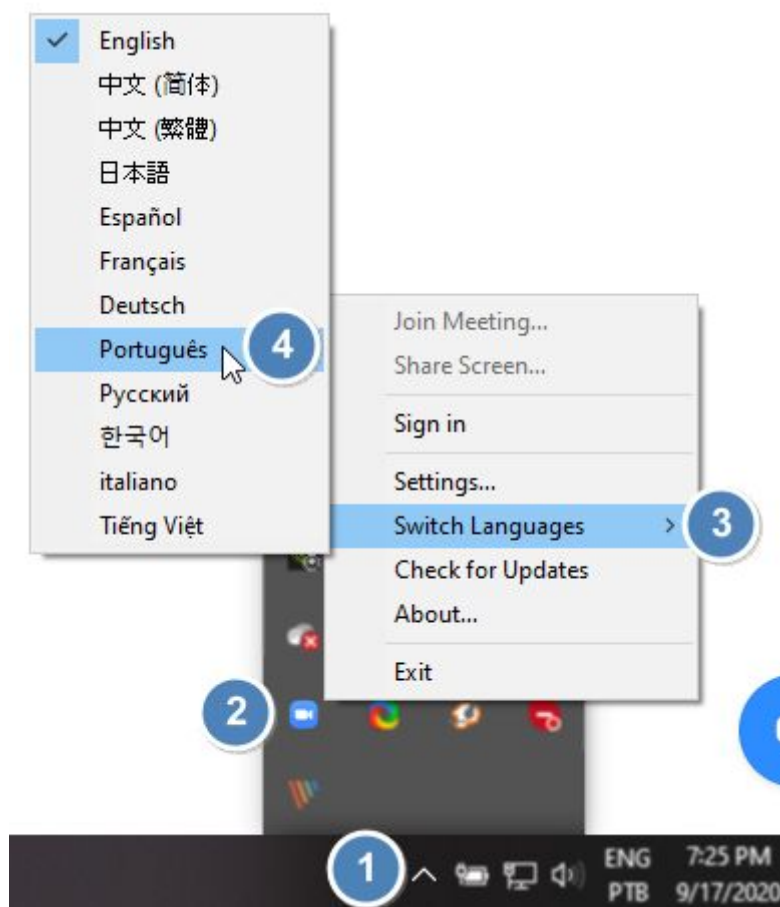 English
中文 (简体)
中文 (繁體)
日本語
Español
Français
Deutsch
Português
4
Русский
한국어
italiano
Tiếng Việt
Join Meeting...
Share Screen...
Sign in
Settings...
Switch Languages
3
Check for Updates
About...
Exit
2
1
ENG
PTB
7:25 PM
9/17/2020